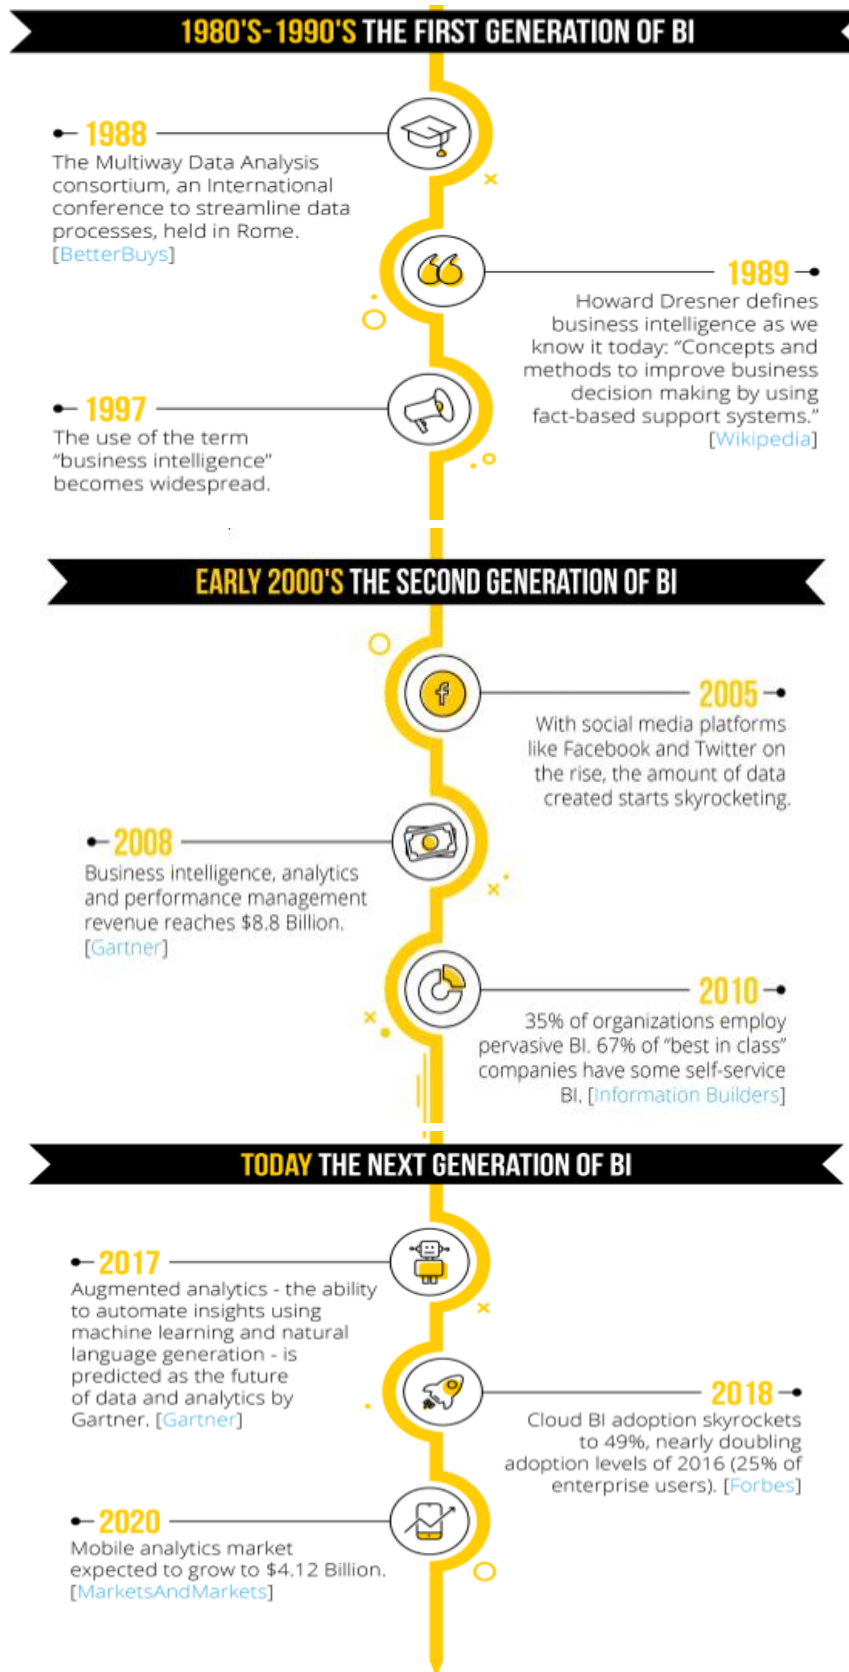 1980'S-1990'S THE FIRST GENERATION OF BI
1988
The Multiway Data Analysis
consortium, an International
conference to streamline data
processes, held in Rome.
[BetterBuys]
1989
Howard Dresner defines
business intelligence as we
know it today: “Concepts and
methods to improve business
decision making by using
fact-based support systems.”
[Wikipedia]
1997
The use of the term
“business intelligence”
becomes widespread.
EARLY 2000'S THE SECOND GENERATION OF BI
2005
With social media platforms
like Facebook and Twitter on
the rise, the amount of data
created starts skyrocketing.
2008
Business intelligence, analytics
and performance management
revenue reaches $8.8 Billion.
[Gartner]
2010
35% of organizations employ
pervasive BI. 67% of “best in class”
companies have some self-service
BI. [Information Builders]
TODAY THE NEXT GENERATION OF BI
2017
Augmented analytics - the ability
to automate insights using
machine learning and natural
language generation - is
predicted as the future
of data and analytics by
Gartner. [Gartner]
2018
Cloud BI adoption skyrockets
to 49%, nearly doubling
adoption levels of 2016 (25% of
enterprise users). [Forbes]
2020
Mobile analytics market
expected to grow to $4.12 Billion.
[MarketsAndMarkets]